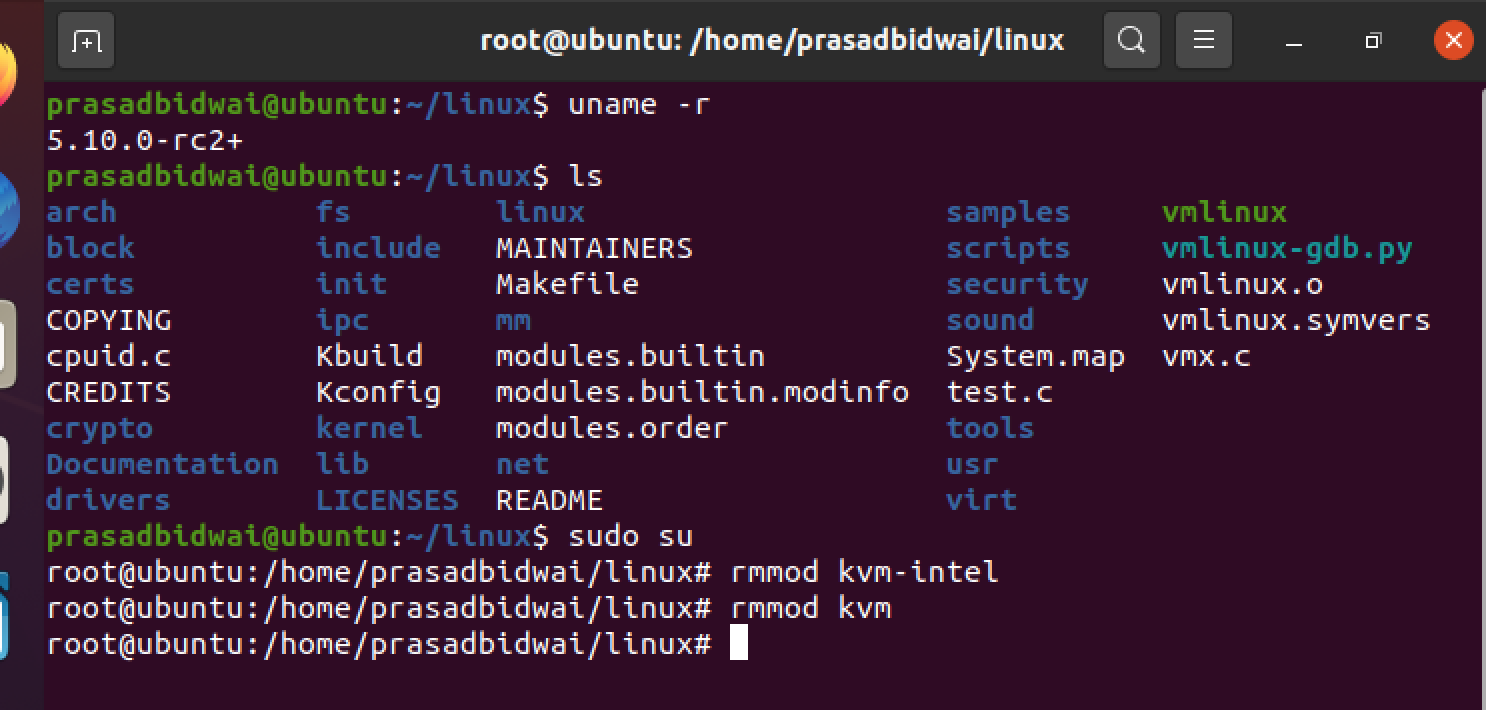 root@ubuntu: /home/prasadbidwai/linux
prasadbidwai@ubuntu:~/linux$ uname -r
5.10.0-rc2+
prasadbidwai@ubuntu:~/linux$ ls
arch fs linux samples vmlinux
block include MAINTAINERS scripts vmlinux-gdb.py
certs init Makefile security vmlinux.o
COPYING ipc mm sound vmlinux.symvers
cpuid.c Kbuild modules.builtin System.map vmx.c
CREDITS Kconfig modules.builtin.modinfo test.c
crypto kernel modules.order tools
Documentation lib net usr
drivers LICENSES README virt
prasadbidwai@ubuntu:~/linux$ sudo su
root@ubuntu:/home/prasadbidwai/linux# rmmod kvm-intel
root@ubuntu:/home/prasadbidwai/linux# rmmod kvm
root@ubuntu:/home/prasadbidwai/linux#